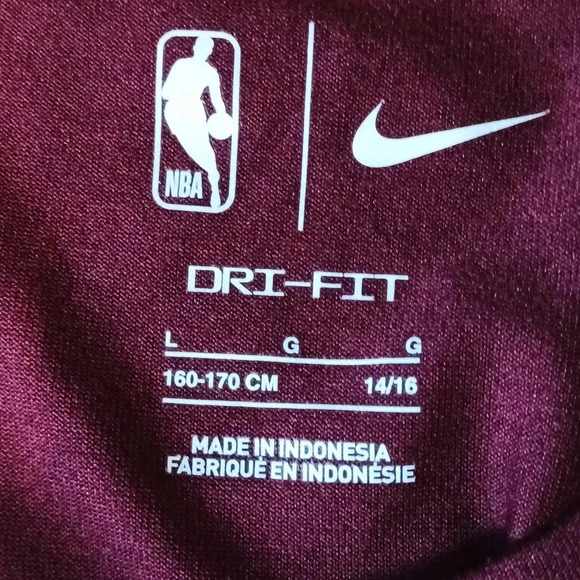 NBA
DRI-FIT
L G G
160-170 CM 14/16
MADE IN INDONESIA
FABRIQUÉ EN INDONÉSIE